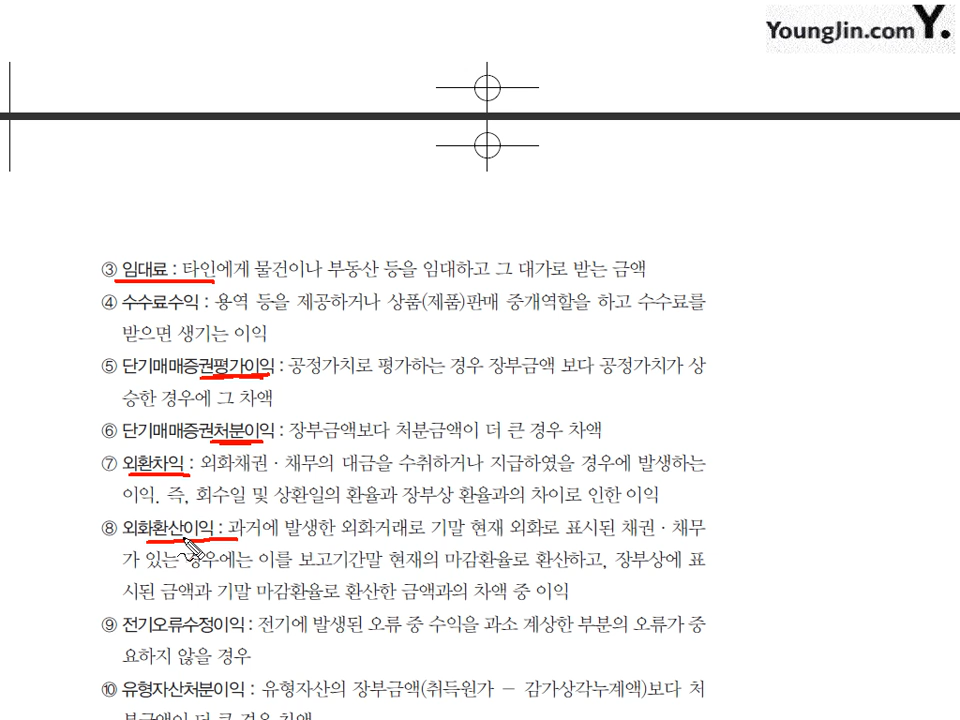 YoungJin.com Y.
③ 임대료 : 타인에게 물건이나 부동산 등을 임대하고 그 대가로 받는 금액
④ 수수료수익 : 용역 등을 제공하거나 상품(제품)판매 중개역할을 하고 수수료를
받으면 생기는 이익
⑤ 단기매매증권평가이익 : 공정가치로 평가하는 경우 장부금액 보다 공정가치가 상
승한 경우에 그 차액
⑥ 단기매매증권처분이익 : 장부금액보다 처분금액이 더 큰 경우 차액
⑦ 외환차익 : 외화채권 · 채무의 대금을 수취하거나 지급하였을 경우에 발생하는
이익. 즉, 회수일 및 상환일의 환율과 장부상 환율과의 차이로 인한 이익
⑧ 외화환산이익 : 과거에 발생한 외화거래로 기말 현재 외화로 표시된 채권 · 채무
가 있는 경우에는 이를 보고기간말 현재의 마감환율로 환산하고, 장부상에 표
시된 금액과 기말 마감환율로 환산한 금액과의 차액 중 이익
⑨ 전기오류수정이익 : 전기에 발생된 오류 중 수익을 과소 계상한 부분의 오류가 중
요하지 않을 경우
⑩ 유형자산처분이익 : 유형자산의 장부금액(취득원가 − 감가상각누계액)보다 처
분금액이 더 큰 경우 차액